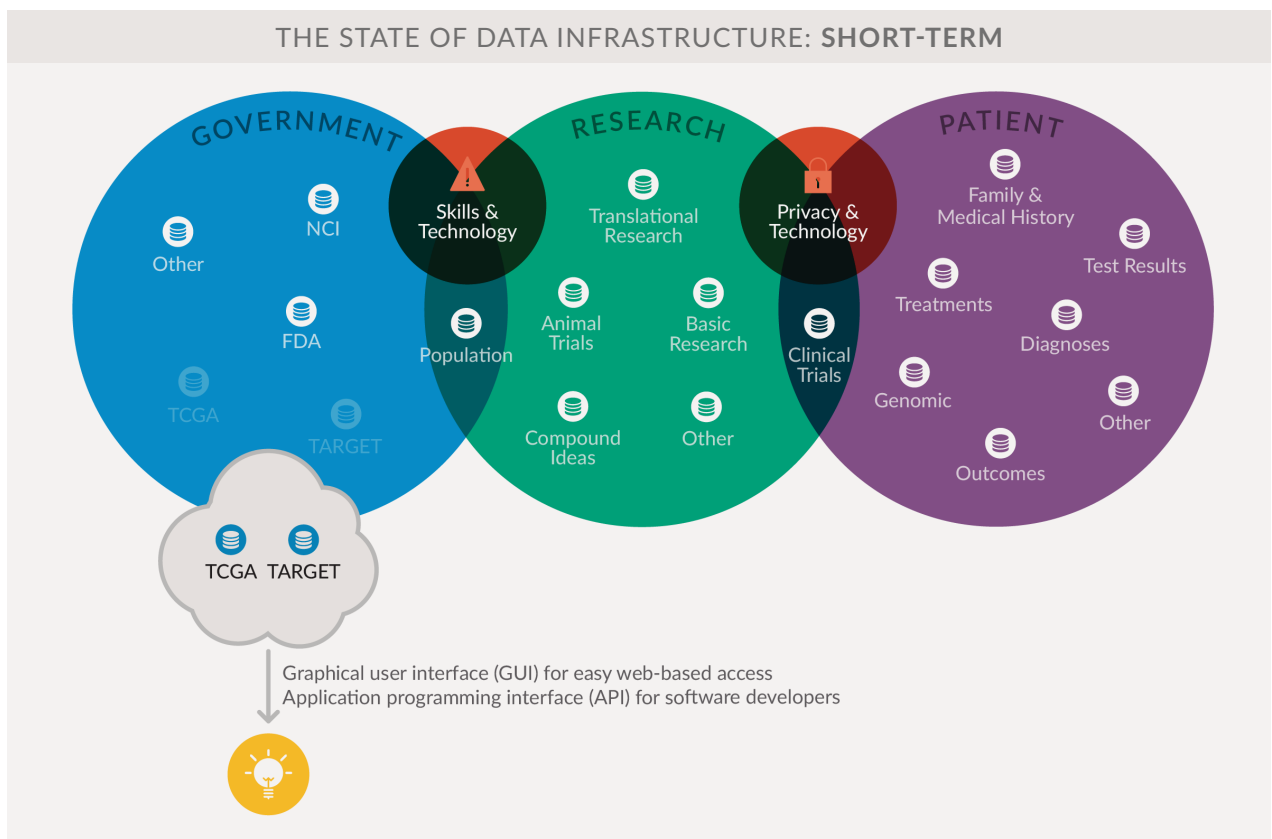 THE STATE OF DATA INFRASTRUCTURE: SHORT-TERM
GOVERNMENT
NCI
Other
FDA
TCGA
TARGET
Skills &
Technology
Population
RESEARCH
Translational
Research
Animal
Trials
Basic
Research
Compound
Ideas
Other
Privacy &
Technology
Clinical
Trials
PATIENT
Family &
Medical History
Test Results
Treatments
Diagnoses
Genomic
Other
Outcomes
TCGA TARGET
Graphical user interface (GUI) for easy web-based access
Application programming interface (API) for software developers